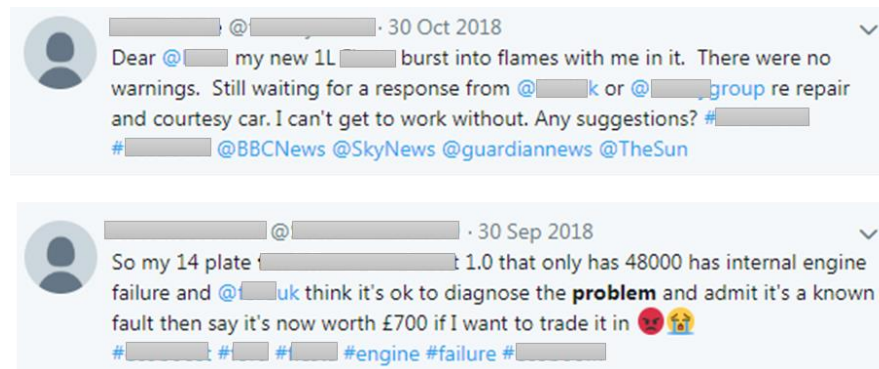 @ · 30 Oct 2018
Dear @ my new 1L burst into flames with me in it. There were no
warnings. Still waiting for a response from @ k or @ group re repair
and courtesy car. I can't get to work without. Any suggestions? #
# @BBCNews @SkyNews @guardiannews @TheSun
@ · 30 Sep 2018
So my 14 plate 1.0 that only has 48000 has internal engine
failure and @ uk think it's ok to diagnose the problem and admit it's a known
fault then say it's now worth £700 if I want to trade it in 😡😭
# # # #engine #failure #